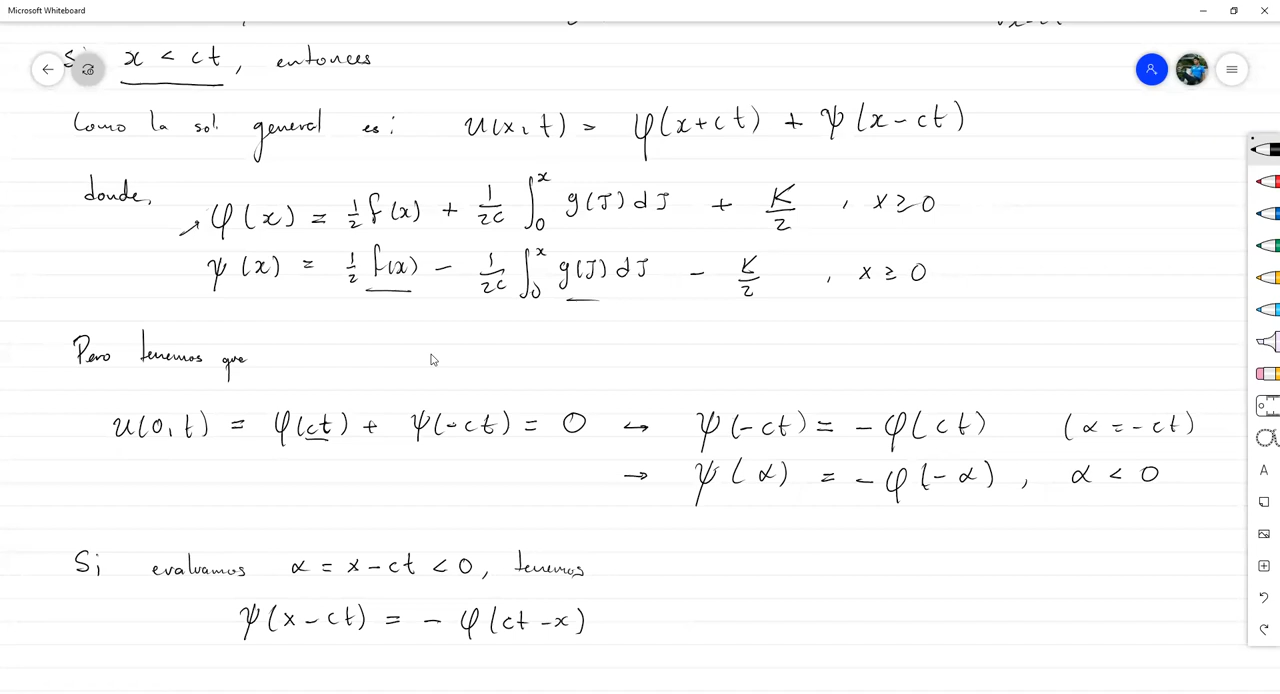 Microsoft Whiteboard
Si x < ct, entonces
Como la sol. general es: u(x,t) = φ(x+ct) + ψ(x-ct)
donde,
φ(x) = 1/2 f(x) + 1/2c ∫₀ˣ g(J)dJ + K/2 , x ≥ 0
ψ(x) = 1/2 f(x) - 1/2c ∫₀ˣ g(J)dJ - K/2 , x ≥ 0
Pero tenemos que
u(0,t) = φ(ct) + ψ(-ct) = 0 → ψ(-ct) = - φ(ct) (α = -ct)
→ ψ(α) = - φ(-α) , α < 0
Si evaluamos α = x - ct < 0, tenemos
ψ(x-ct) = - φ(ct-x)
A